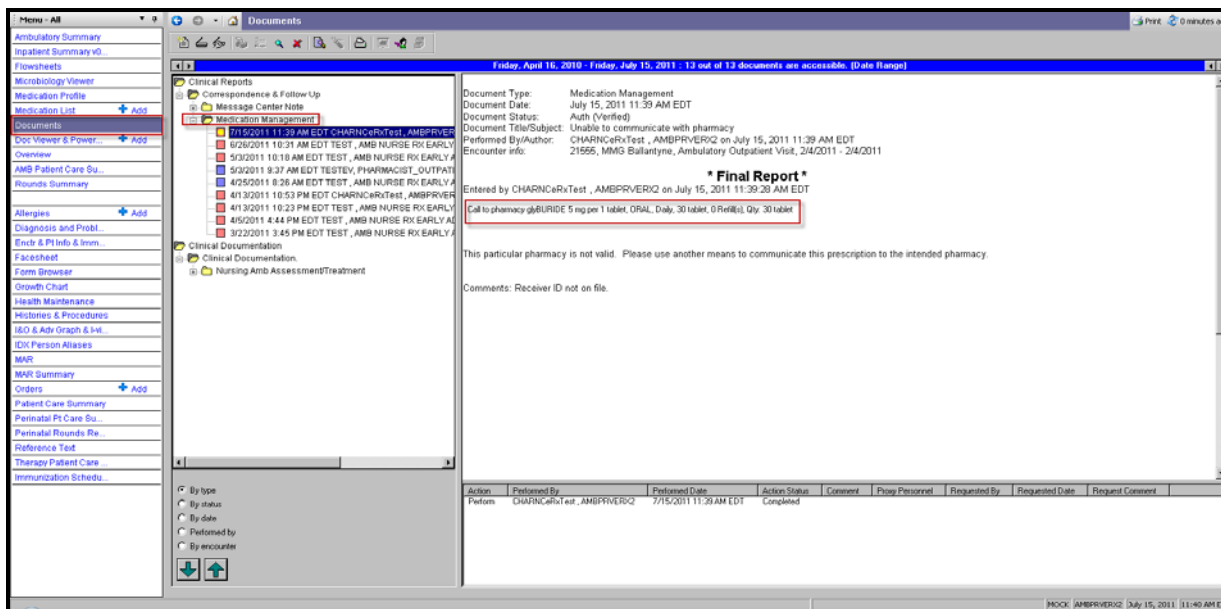 Menu - All
Documents
Print
0 minutes a
Ambulatory Summary
Inpatient Summary v0...
Flowsheets
Microbiology Viewer
Medication Profile
Medication List
Add
Documents
Doc Viewer & Power...
Add
Overview
AMB Patient Care Su...
Rounds Summary
Allergies
Add
Diagnosis and Probl...
Enctr & Pt Info & Imm...
Facesheet
Form Browser
Growth Chart
Health Maintenance
Histories & Procedures
I&O & Adv Graph & I-vi...
IDX Person Aliases
MAR
MAR Summary
Orders
Add
Patient Care Summary
Perinatal Pt Care Su...
Perinatal Rounds Re...
Reference Text
Therapy Patient Care ...
Immunization Schedu...
Friday, April 16, 2010 - Friday, July 15, 2011 : 13 out of 13 documents are accessible. (Date Range)
Clinical Reports
Correspondence & Follow Up
Message Center Note
Medication Management
7/15/2011 11:39 AM EDT CHARNCeRxTest , AMBPRVER
6/26/2011 10:31 AM EDT TEST , AMB NURSE RX EARLY
5/3/2011 10:18 AM EDT TEST , AMB NURSE RX EARLY A
5/3/2011 9:37 AM EDT TESTEV, PHARMACIST_OUTPATI
4/25/2011 8:26 AM EDT TEST , AMB NURSE RX EARLY A
4/13/2011 10:53 PM EDT CHARNCeRxTest , AMBPRVER
4/13/2011 10:23 PM EDT TEST , AMB NURSE RX EARLY A
4/5/2011 4:44 PM EDT TEST , AMB NURSE RX EARLY AD
3/22/2011 3:45 PM EDT TEST , AMB NURSE RX EARLY A
Clinical Documentation
Clinical Documentation.
Nursing Amb Assessment/Treatment
By type
By status
By date
Performed by
By encounter
Document Type: Medication Management
Document Date: July 15, 2011 11:39 AM EDT
Document Status: Auth (Verified)
Document Title/Subject: Unable to communicate with pharmacy
Performed By/Author: CHARNCeRxTest , AMBPRVERX2 on July 15, 2011 11:39 AM EDT
Encounter info: 21555, MMG Ballantyne, Ambulatory Outpatient Visit, 2/4/2011 - 2/4/2011
* Final Report *
Entered by CHARNCeRxTest , AMBPRVERX2 on July 15, 2011 11:39:28 AM EDT
Call to pharmacy glyBURIDE 5 mg per 1 tablet, ORAL, Daily, 30 tablet, 0 Refill(s), Qty: 30 tablet
This particular pharmacy is not valid. Please use another means to communicate this prescription to the intended pharmacy.
Comments: Receiver ID not on file.
Action Performed By Performed Date Action Status Comment Proxy Personnel Requested By Requested Date Request Comment
Perform CHARNCeRxTest , AMBPRVERX2 7/15/2011 11:39 AM EDT Completed
MOCK AMBPRVERX2 July 15, 2011 11:40 AM E